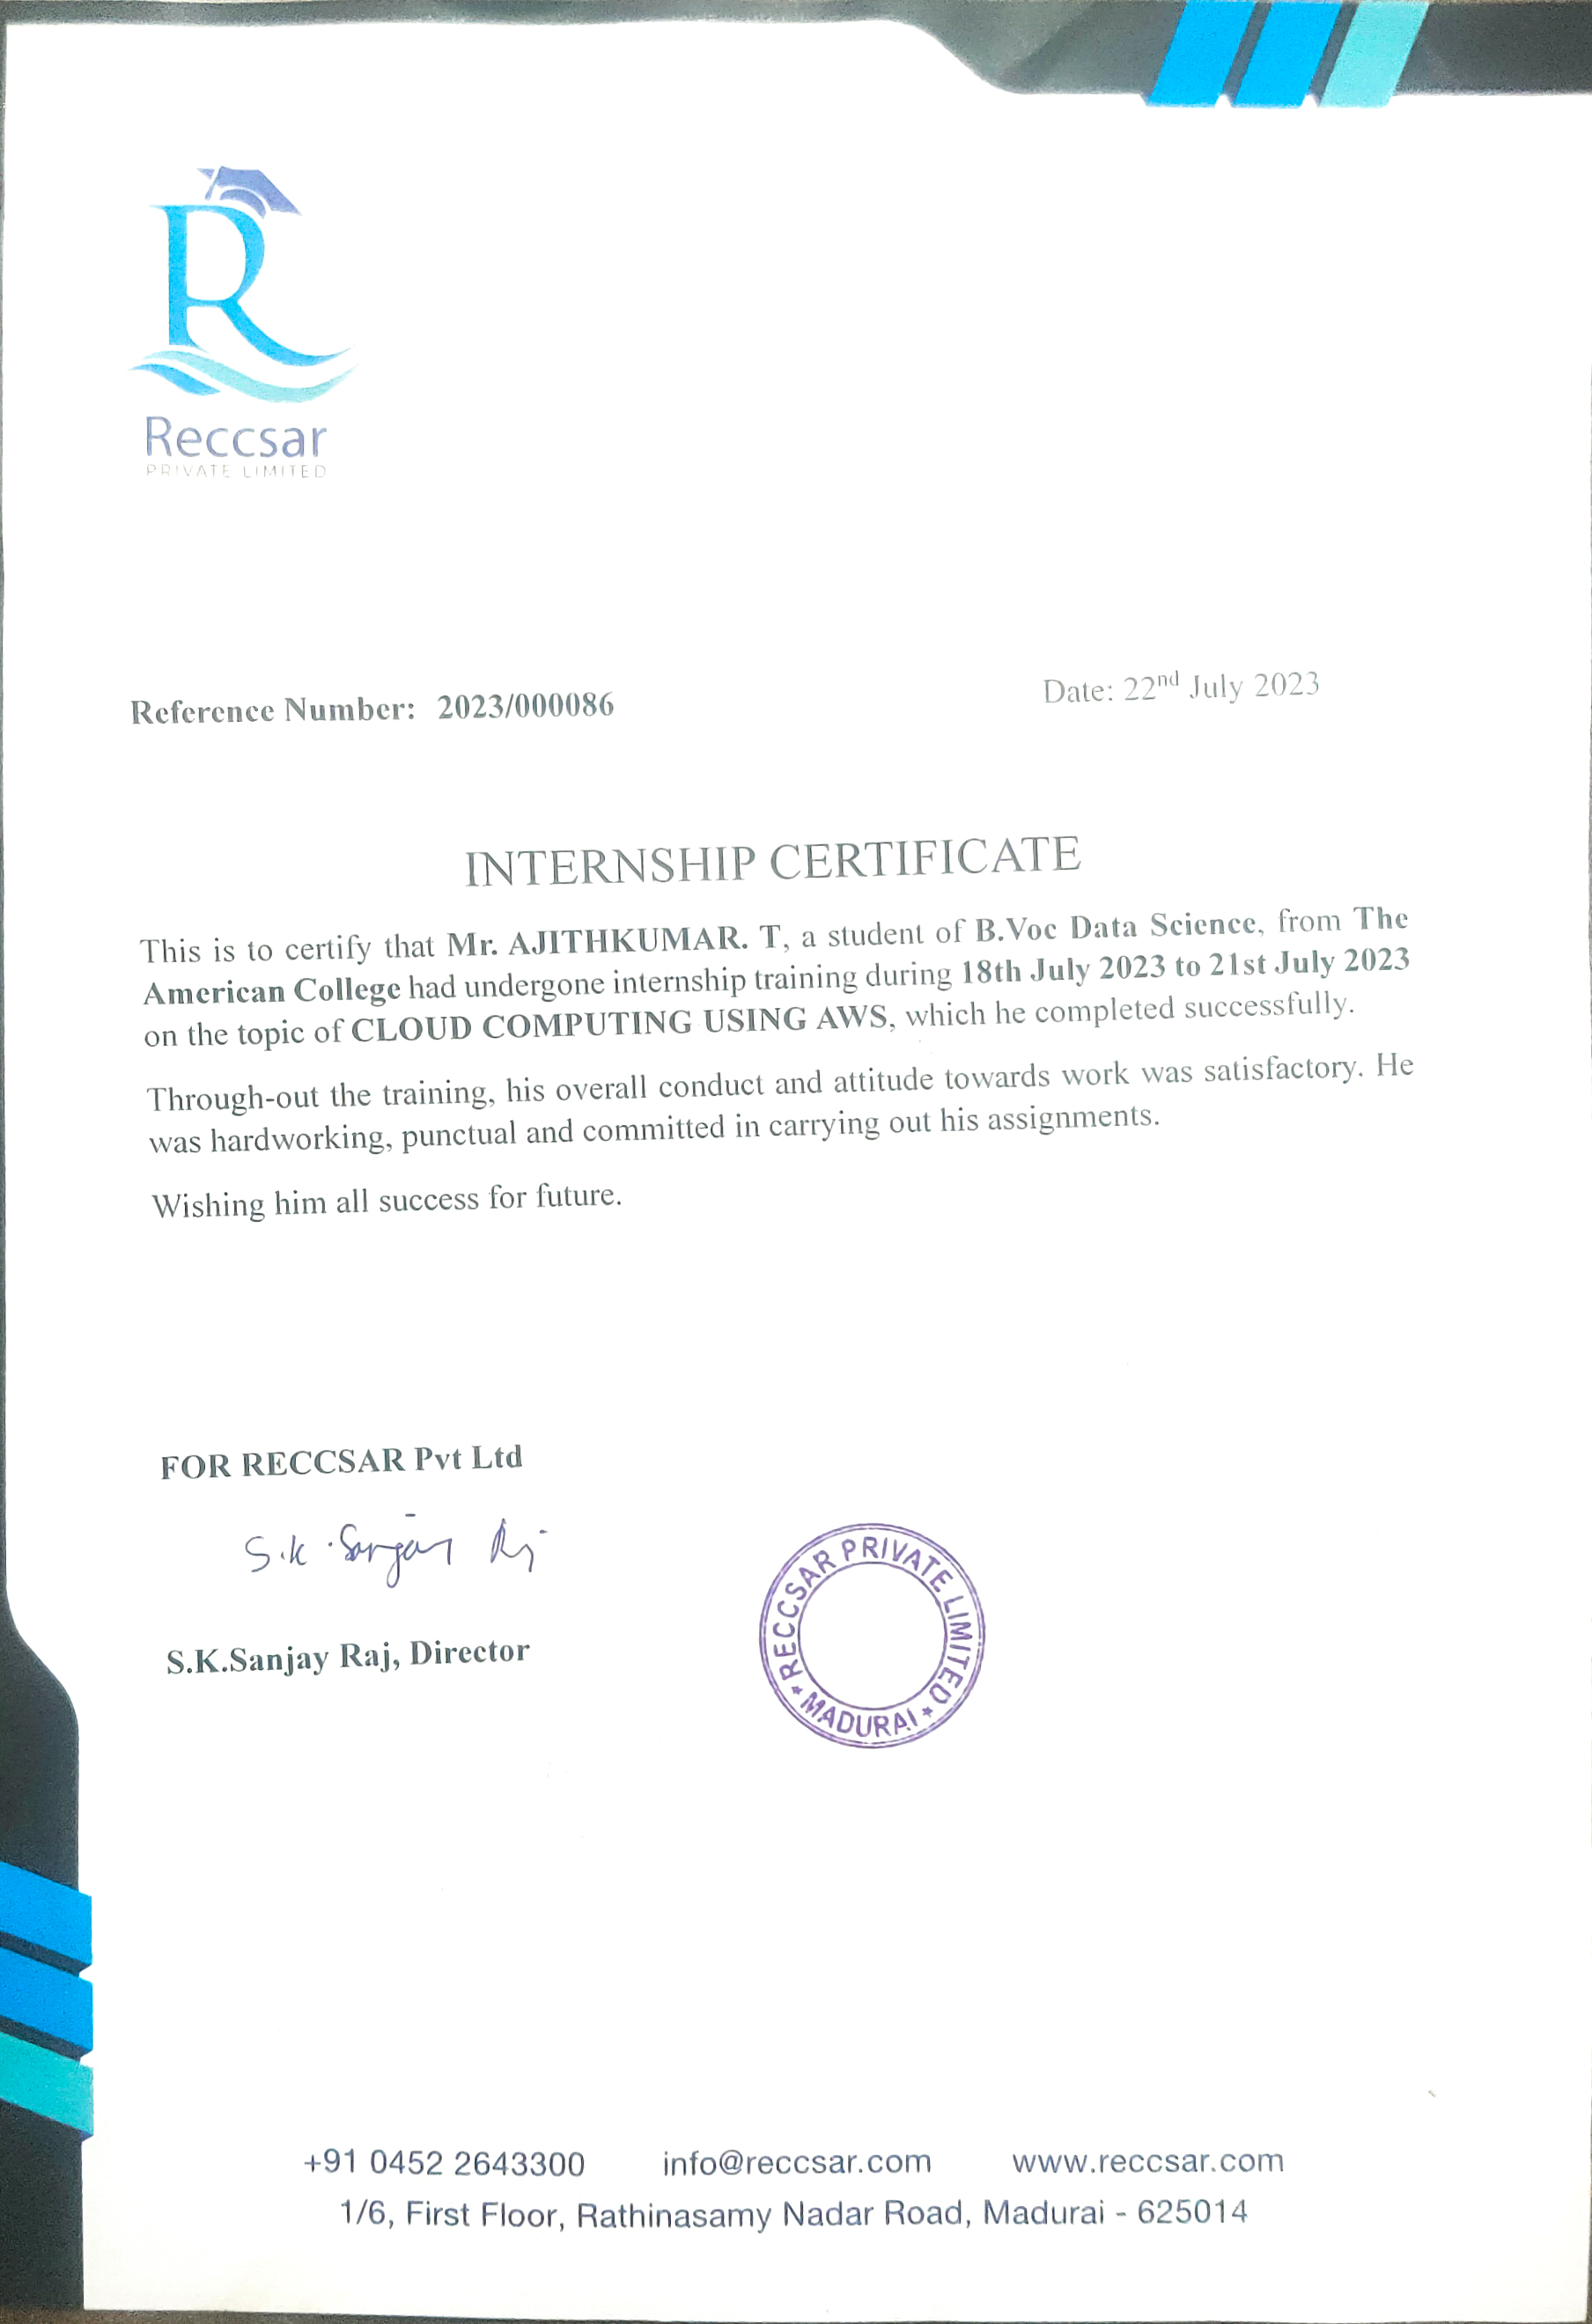 Reccsar
PRIVATE LIMITED
Reference Number: 2023/000086
Date: 22nd July 2023
INTERNSHIP CERTIFICATE
This is to certify that Mr. AJITHKUMAR. T, a student of B.Voc Data Science, from The
American College had undergone internship training during 18th July 2023 to 21st July 2023
on the topic of CLOUD COMPUTING USING AWS, which he completed successfully.
Through-out the training, his overall conduct and attitude towards work was satisfactory. He
was hardworking, punctual and committed in carrying out his assignments.
Wishing him all success for future.
FOR RECCSAR Pvt Ltd
S.K.Sanjay Raj
S.K.Sanjay Raj, Director
RECCSAR PRIVATE LIMITED
* MADURAI *
+91 0452 2643300 info@reccsar.com www.reccsar.com
1/6, First Floor, Rathinasamy Nadar Road, Madurai - 625014